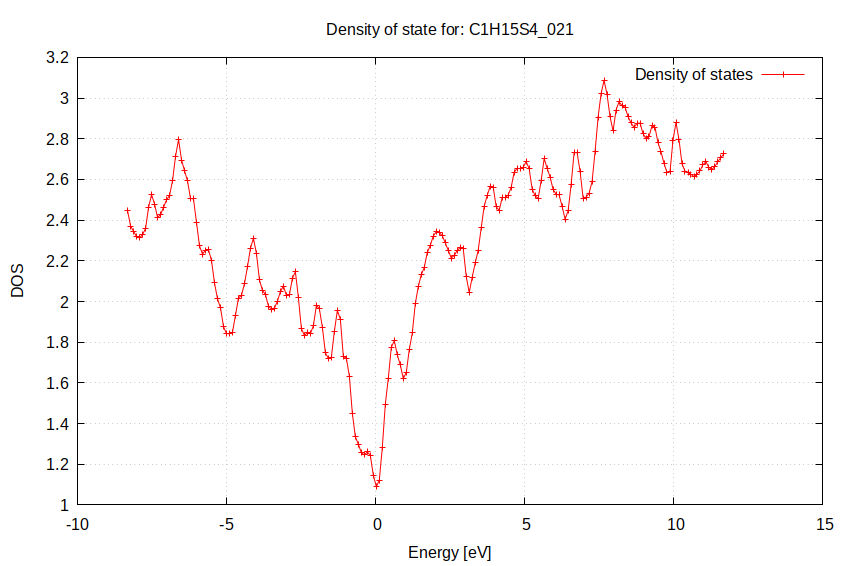 Density of state for: C1H15S4_021
Density of states
3.2
3
2.8
2.6
2.4
2.2
2
1.8
1.6
1.4
1.2
1
DOS
-10 -5 0 5 10 15
Energy [eV]